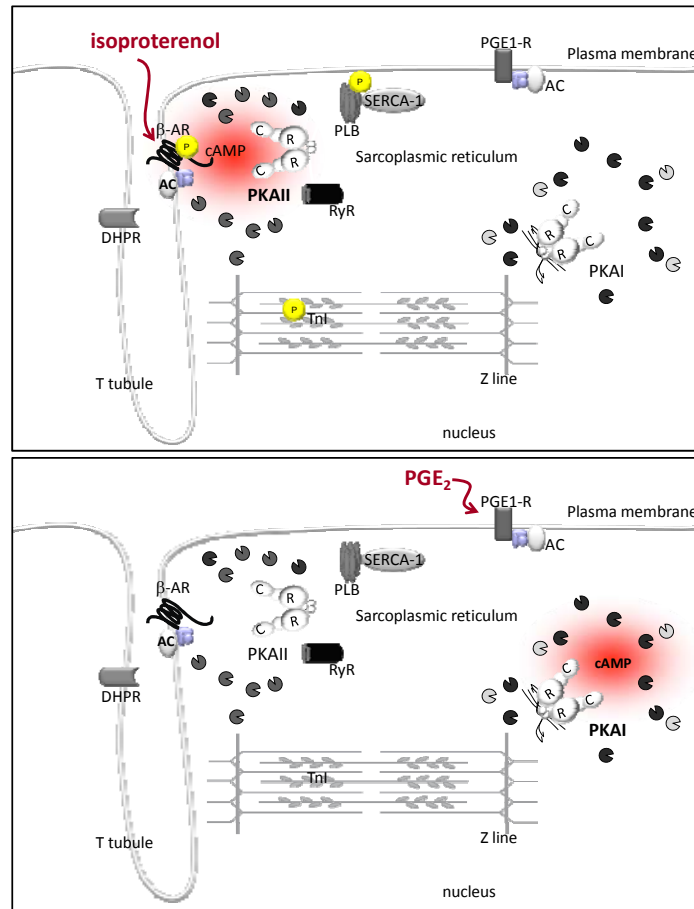 isoproterenol
PGE1-R
Plasma membrane
AC
P
SERCA-1
PLB
β-AR
P
cAMP
C
R
C
R
Sarcoplasmic reticulum
AC
PKAII
RyR
DHPR
C
R
R
C
PKAI
P
TnI
T tubule
Z line
nucleus
PGE₂
PGE1-R
Plasma membrane
AC
SERCA-1
PLB
β-AR
C
R
C
R
Sarcoplasmic reticulum
AC
PKAII
RyR
DHPR
cAMP
C
R
R
C
PKAI
TnI
T tubule
Z line
nucleus